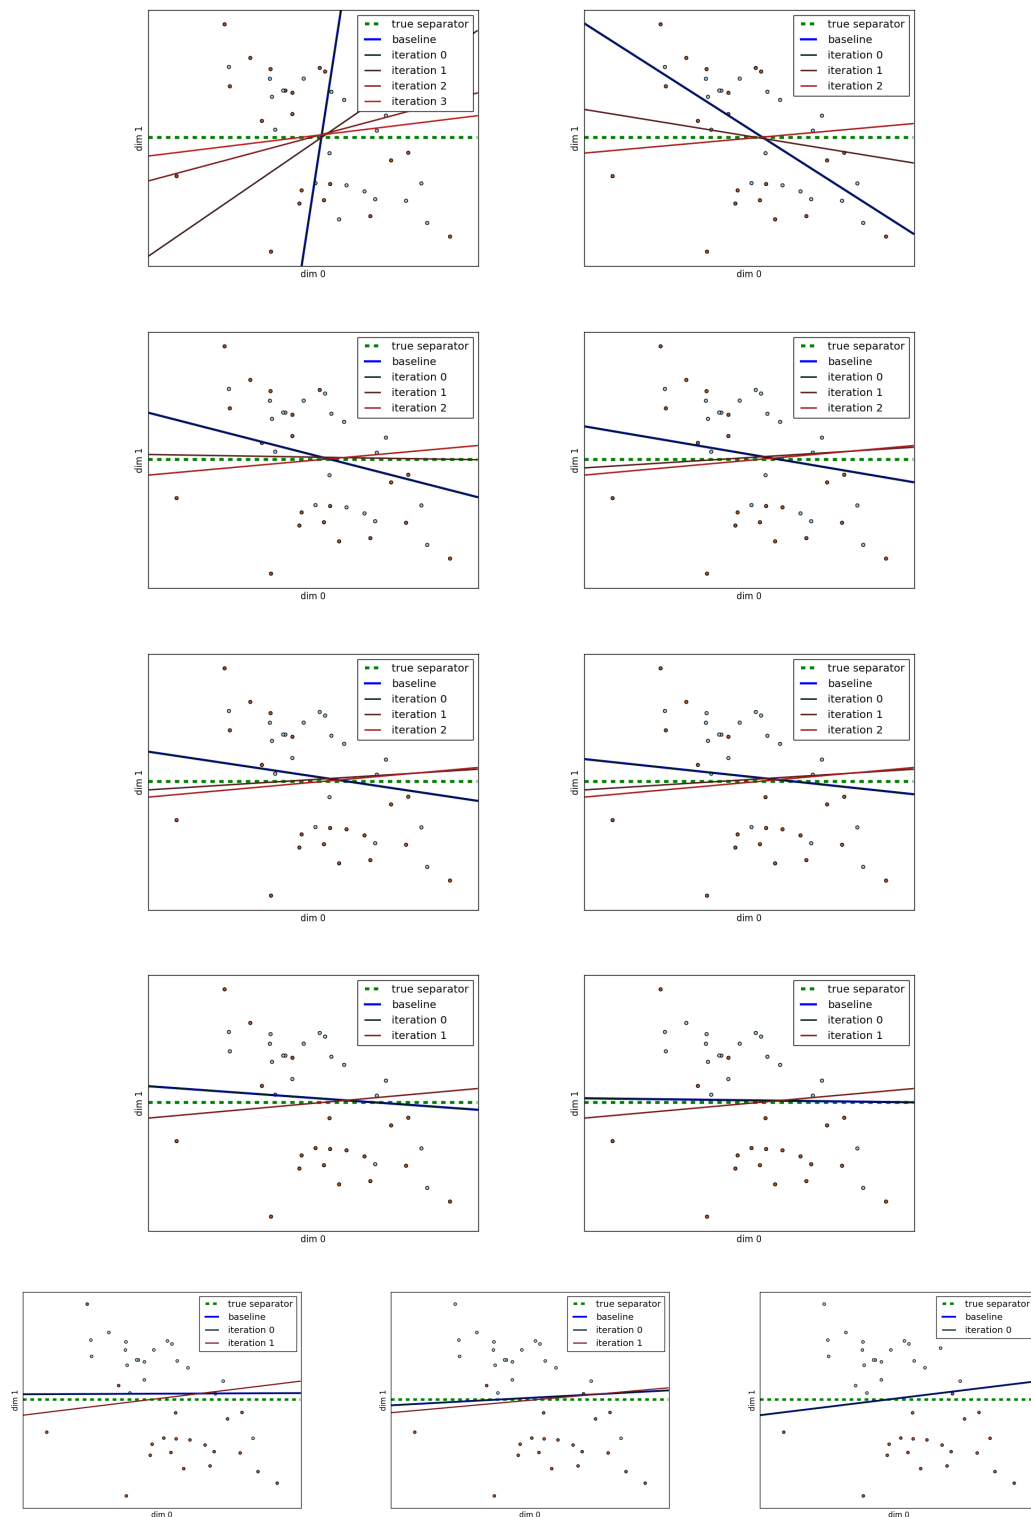 true separator
baseline
iteration 0
iteration 1
iteration 2
iteration 3
dim 1
dim 0
true separator
baseline
iteration 0
iteration 1
iteration 2
dim 1
dim 0
true separator
baseline
iteration 0
iteration 1
iteration 2
dim 1
dim 0
true separator
baseline
iteration 0
iteration 1
iteration 2
dim 1
dim 0
true separator
baseline
iteration 0
iteration 1
iteration 2
dim 1
dim 0
true separator
baseline
iteration 0
iteration 1
iteration 2
dim 1
dim 0
true separator
baseline
iteration 0
iteration 1
dim 1
dim 0
true separator
baseline
iteration 0
iteration 1
dim 1
dim 0
true separator
baseline
iteration 0
iteration 1
dim 1
dim 0
true separator
baseline
iteration 0
iteration 1
dim 1
dim 0
true separator
baseline
iteration 0
dim 1
dim 0